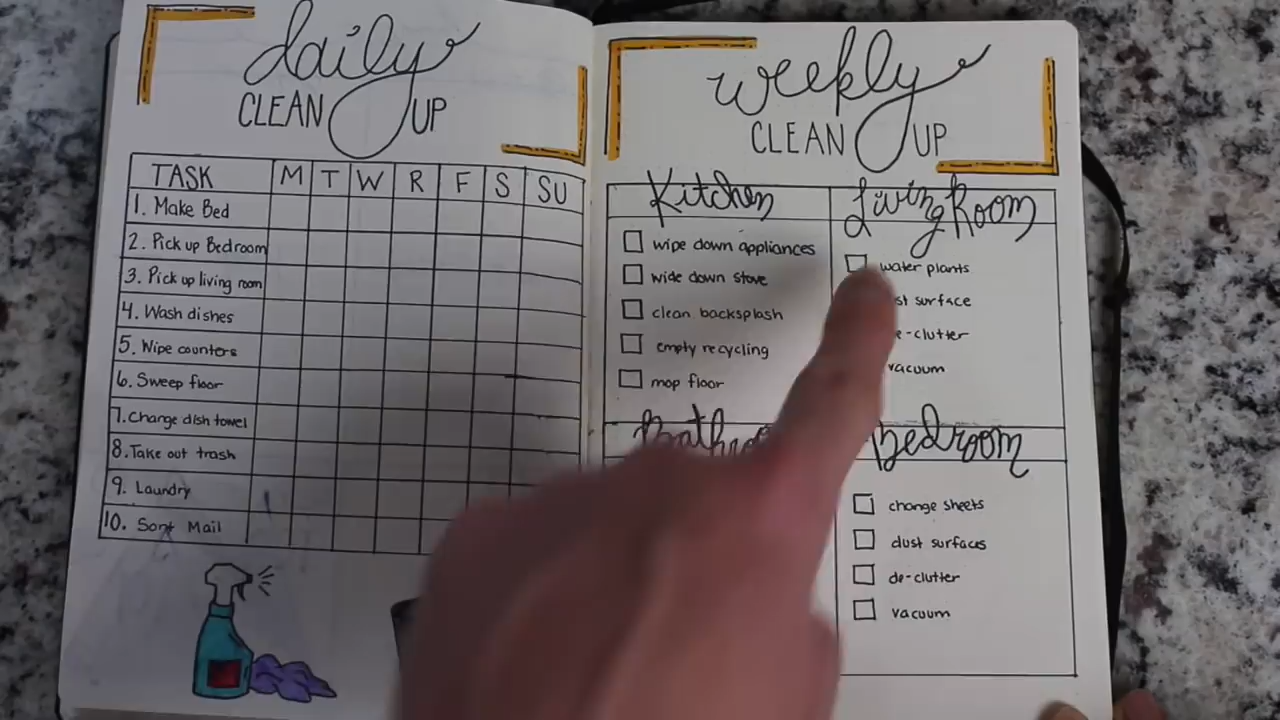 daily
CLEAN UP
TASK M T W R F S SU
1. Make Bed
2. Pick up Bedroom
3. Pick up living room
4. Wash dishes
5. Wipe counters
6. Sweep floor
7. Change dish towel
8. Take out trash
9. Laundry
10. Sort Mail
weekly
CLEAN UP
Kitchen
wipe down appliances
wide down stove
clean backsplash
empty recycling
mop floor
Living Room
water plants
surface
vacuum
Bedroom
change sheets
dust surfaces
de-clutter
vacuum